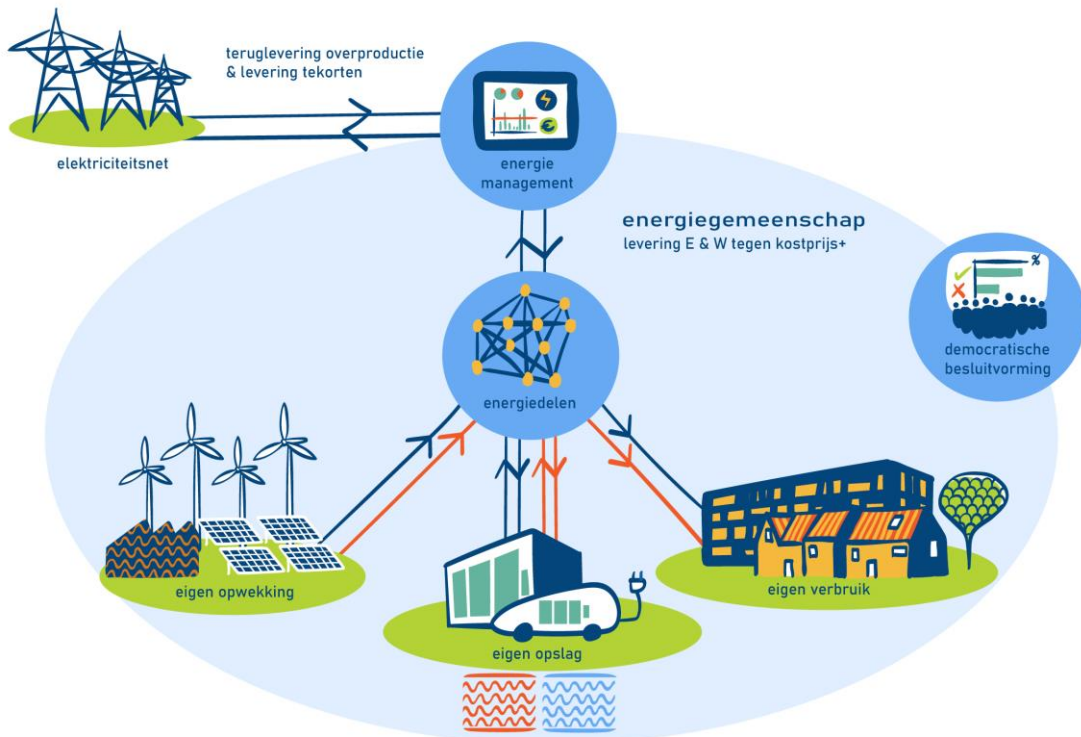 teruglevering overproductie
& levering tekorten
elektriciteitsnet
energie
management
energiegemeenschap
levering E & W tegen kostprijs+
%
democratische
besluitvorming
energiedelen
eigen opwekking
eigen opslag
eigen verbruik